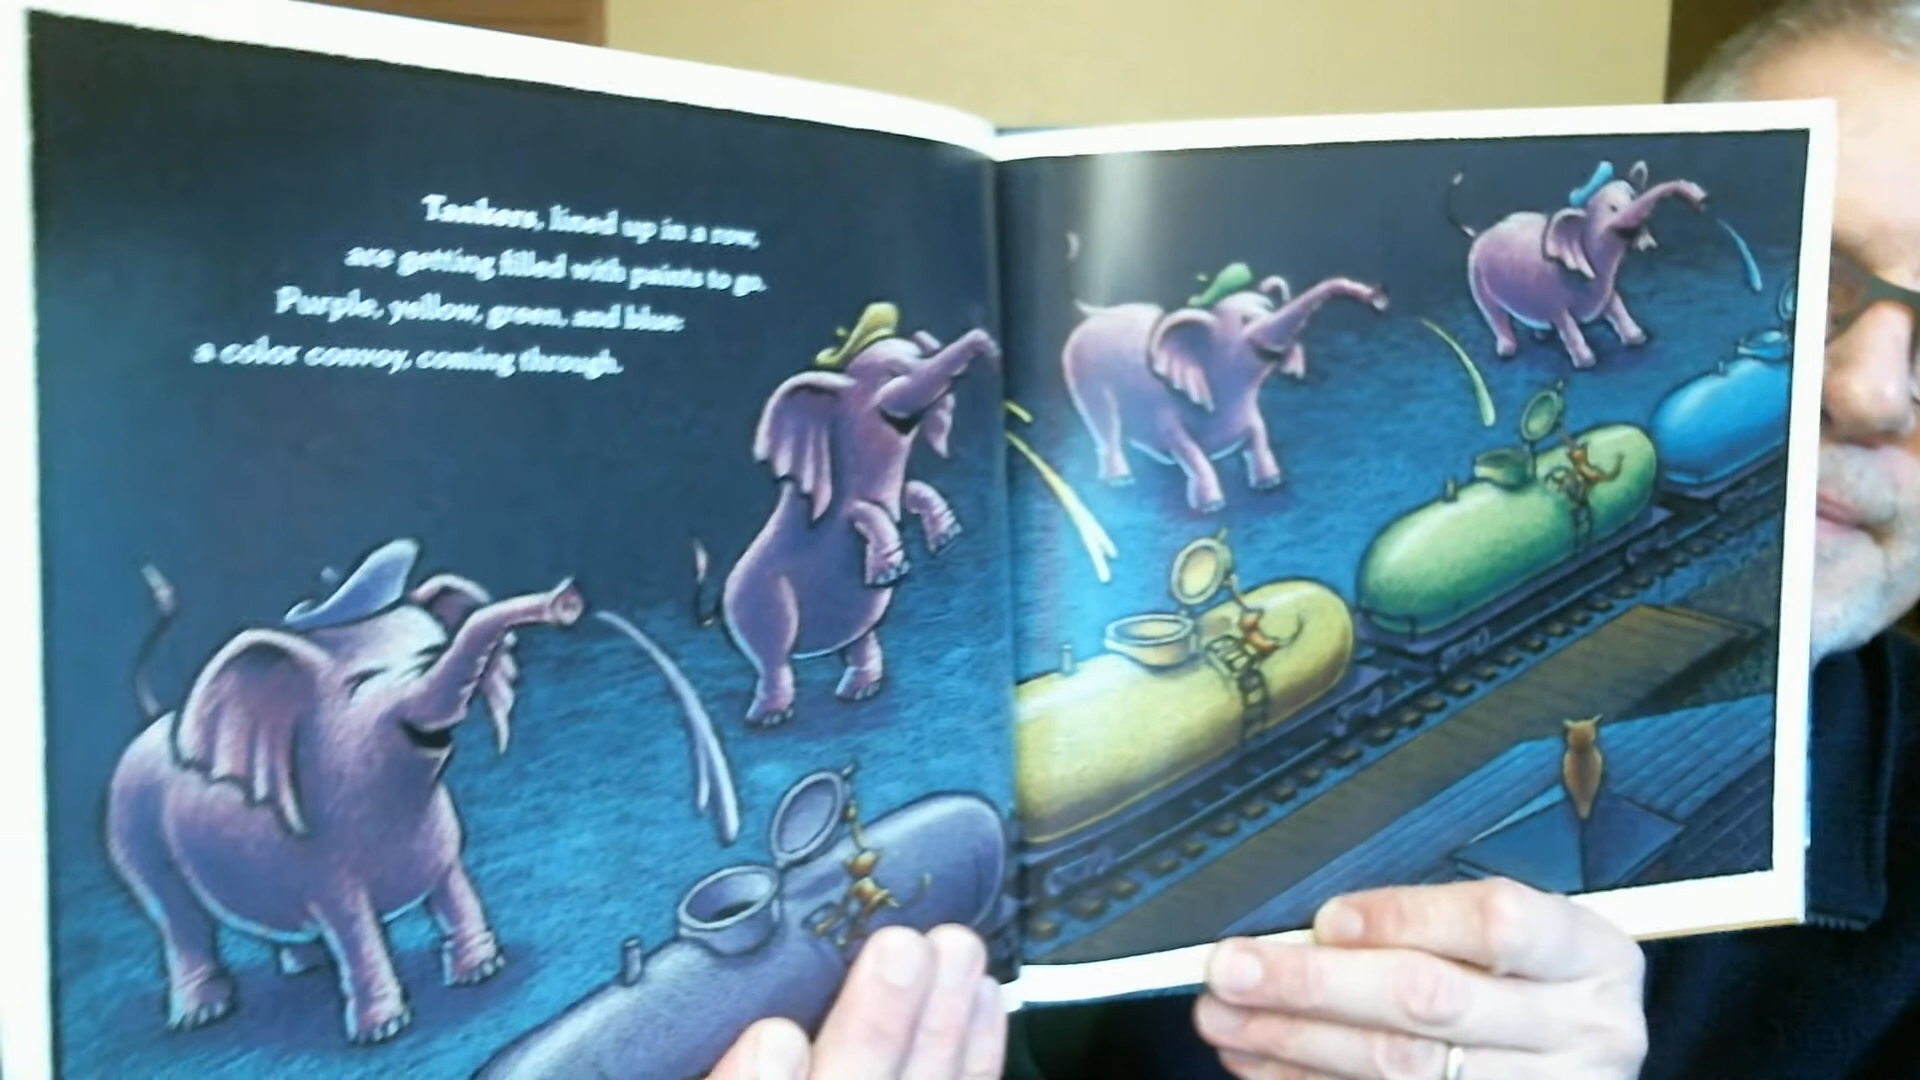 Tankers, lined up in a row,
are getting filled with paints to go.
Purple, yellow, green, and blue:
a color convoy, coming through.